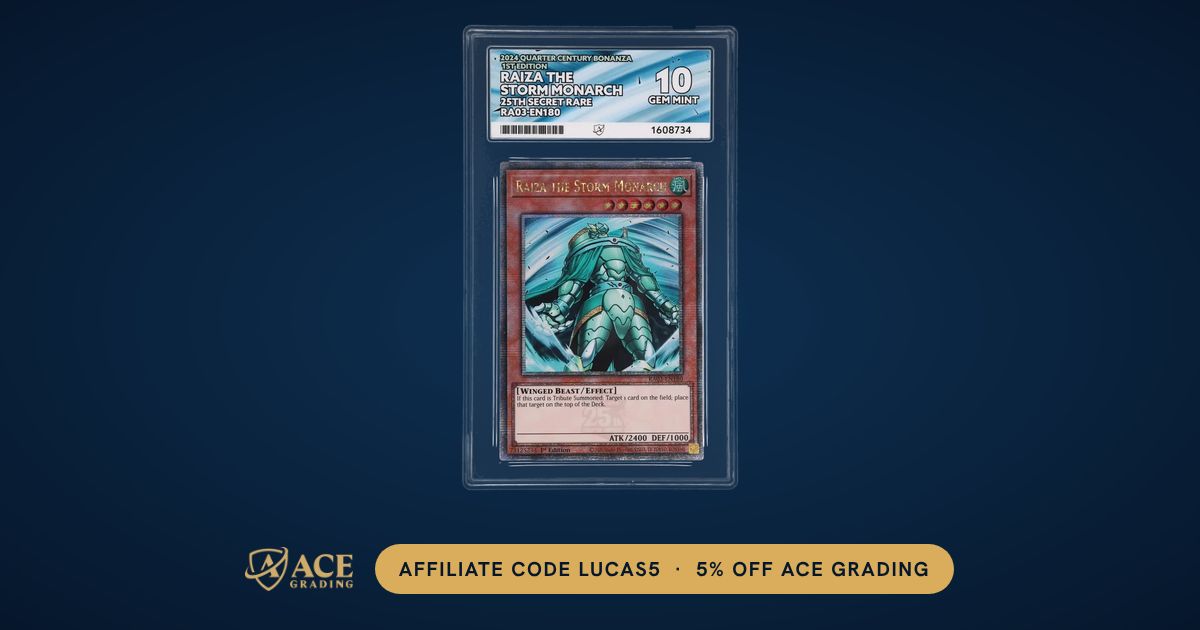 2024 QUARTER CENTURY BONANZA
1ST EDITION
RAIZA THE
STORM MONARCH
25TH SECRET RARE
RA03-EN180
10
GEM MINT
1608734
RAIZA THE STORM MONARCH
RA03-EN180
[WINGED BEAST/EFFECT]
If this card is Tribute Summoned: Target 1 card on the field; place
that target on the top of the Deck.
ATK/2400 DEF/1000
1st Edition
ACE
GRADING
AFFILIATE CODE LUCAS5 · 5% OFF ACE GRADING